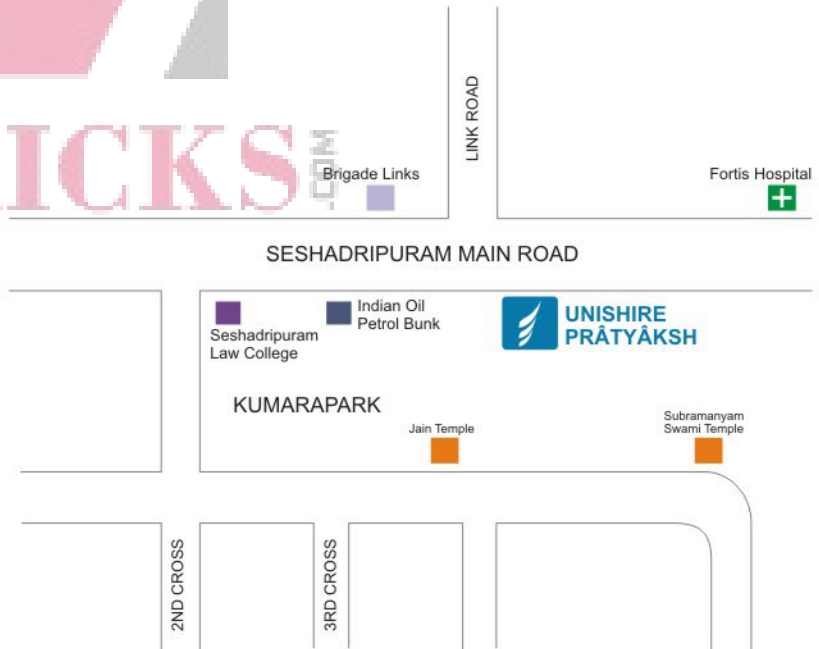 LINK ROAD
ICKS
.COM
Brigade Links
Fortis Hospital
SESHADRIPURAM MAIN ROAD
Seshadripuram
Law College
Indian Oil
Petrol Bunk
UNISHIRE
PRÂTYÂKSH
KUMARAPARK
Jain Temple
Subramanyam
Swami Temple
2ND CROSS
3RD CROSS